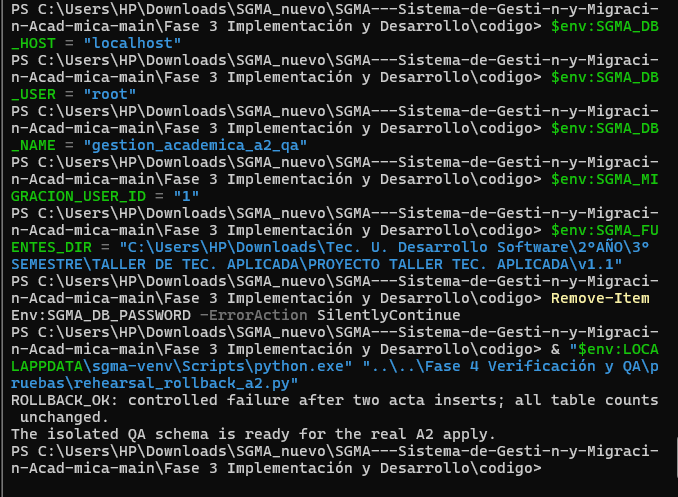 PS C:\Users\HP\Downloads\SGMA_nuevo\SGMA---Sistema-de-Gesti-n-y-Migraci-
n-Acad-mica-main\Fase 3 Implementación y Desarrollo\codigo> $env:SGMA_DB
_HOST = "localhost"
PS C:\Users\HP\Downloads\SGMA_nuevo\SGMA---Sistema-de-Gesti-n-y-Migraci-
n-Acad-mica-main\Fase 3 Implementación y Desarrollo\codigo> $env:SGMA_DB
_USER = "root"
PS C:\Users\HP\Downloads\SGMA_nuevo\SGMA---Sistema-de-Gesti-n-y-Migraci-
n-Acad-mica-main\Fase 3 Implementación y Desarrollo\codigo> $env:SGMA_DB
_NAME = "gestion_academica_a2_qa"
PS C:\Users\HP\Downloads\SGMA_nuevo\SGMA---Sistema-de-Gesti-n-y-Migraci-
n-Acad-mica-main\Fase 3 Implementación y Desarrollo\codigo> $env:SGMA_MI
GRACION_USER_ID = "1"
PS C:\Users\HP\Downloads\SGMA_nuevo\SGMA---Sistema-de-Gesti-n-y-Migraci-
n-Acad-mica-main\Fase 3 Implementación y Desarrollo\codigo> $env:SGMA_FU
ENTES_DIR = "C:\Users\HP\Downloads\Tec. U. Desarrollo Software\2°AÑO\3°
SEMESTRE\TALLER DE TEC. APLICADA\PROYECTO TALLER TEC. APLICADA\v1.1"
PS C:\Users\HP\Downloads\SGMA_nuevo\SGMA---Sistema-de-Gesti-n-y-Migraci-
n-Acad-mica-main\Fase 3 Implementación y Desarrollo\codigo> Remove-Item
Env:SGMA_DB_PASSWORD -ErrorAction SilentlyContinue
PS C:\Users\HP\Downloads\SGMA_nuevo\SGMA---Sistema-de-Gesti-n-y-Migraci-
n-Acad-mica-main\Fase 3 Implementación y Desarrollo\codigo> & "$env:LOCA
LAPPDATA\sgma-venv\Scripts\python.exe" "..\..\Fase 4 Verificación y QA\p
ruebas\rehearsal_rollback_a2.py"
ROLLBACK_OK: controlled failure after two acta inserts; all table counts
unchanged.
The isolated QA schema is ready for the real A2 apply.
PS C:\Users\HP\Downloads\SGMA_nuevo\SGMA---Sistema-de-Gesti-n-y-Migraci-
n-Acad-mica-main\Fase 3 Implementación y Desarrollo\codigo>